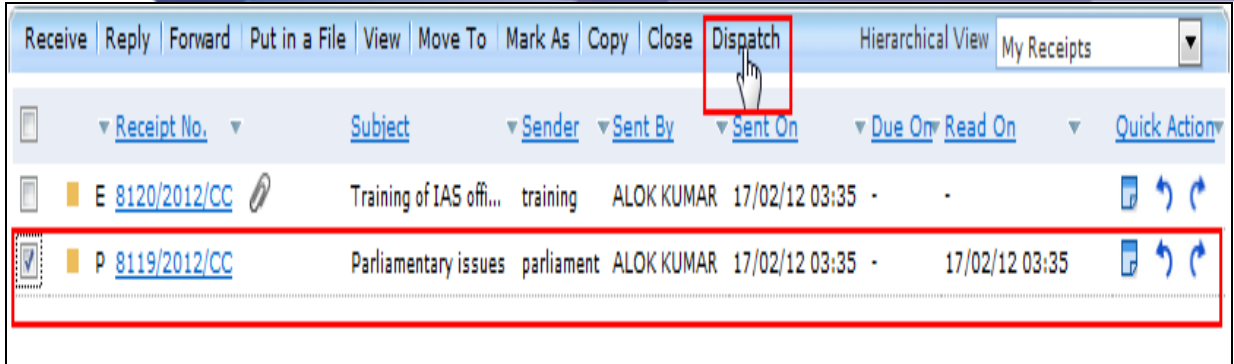 Receive Reply Forward Put in a File View Move To Mark As Copy Close Dispatch Hierarchical View My Receipts
Receipt No. Subject Sender Sent By Sent On Due On Read On Quick Action
E 8120/2012/CC Training of IAS offi... training ALOK KUMAR 17/02/12 03:35 - -
P 8119/2012/CC Parliamentary issues parliament ALOK KUMAR 17/02/12 03:35 - 17/02/12 03:35